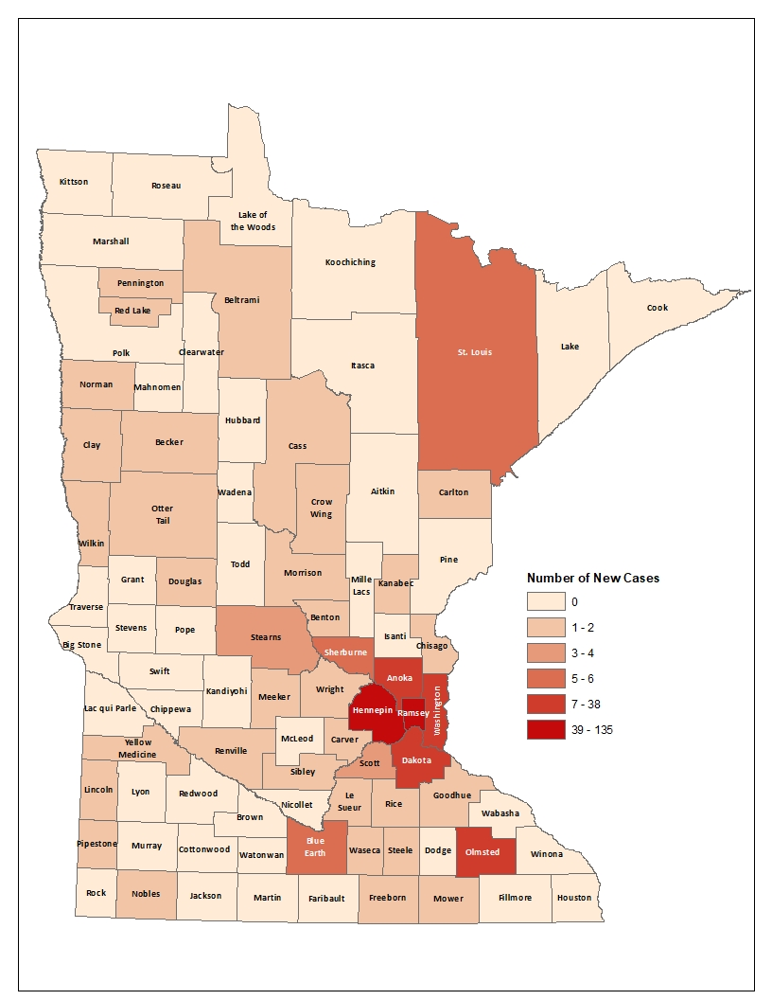 Kittson
Roseau
Lake of
the Woods
Marshall
Koochiching
Pennington
Beltrami
Red Lake
Cook
Polk
Clearwater
St. Louis
Lake
Itasca
Norman
Mahnomen
Hubbard
Clay
Becker
Cass
Wadena
Aitkin
Carlton
Crow
Wing
Otter
Tail
Wilkin
Pine
Todd
Morrison
Grant
Douglas
Mille
Lacs
Kanabec
Traverse
Benton
Stevens
Pope
Stearns
Isanti
Big Stone
Chisago
Sherburne
Swift
Anoka
Kandiyohi
Meeker
Wright
Washington
Lac qui Parle
Chippewa
Hennepin
Ramsey
McLeod
Carver
Yellow
Medicine
Renville
Dakota
Scott
Sibley
Lincoln
Lyon
Redwood
Le
Sueur
Rice
Goodhue
Nicollet
Brown
Wabasha
Pipestone
Murray
Cottonwood
Watonwan
Blue
Earth
Waseca
Steele
Dodge
Olmsted
Winona
Rock
Nobles
Jackson
Martin
Faribault
Freeborn
Mower
Fillmore
Houston
Number of New Cases
0
1 - 2
3 - 4
5 - 6
7 - 38
39 - 135